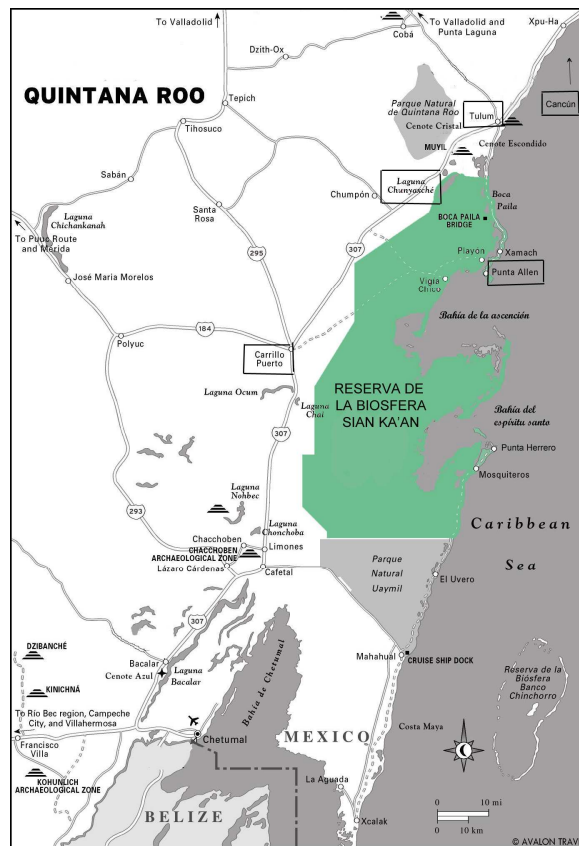 To Valladolid
To Valladolid and
Punta Laguna
Xpu-Ha
Cobá
Dzith-Ox
QUINTANA ROO
Tepich
Parque Natural
de Quintana Roo
Tulum
Cancún
Tihosuco
Cenote Cristal
Cenote Escondido
MUYIL
Sabán
Laguna
Chunyaxché
Chumpón
Boca
Paila
Laguna
Chichankanah
Santa
Rosa
BOCA PAILA
BRIDGE
To Puuc Route
and Mérida
295
307
Playón
Xamach
José Maria Morelos
Vigía
Chico
Punta Allen
Bahía de la ascención
184
Polyuc
Carrillo
Puerto
RESERVA DE
LA BIOSFERA
SIAN KA'AN
Laguna Ocum
Laguna
Chai
Bahía del
espíritu santo
307
Punta Herrero
Mosquiteros
Laguna
Nohbec
293
Laguna
Chonchoba
Caribbean
Sea
Chacchoben
CHACCHOBEN
ARCHAEOLOGICAL ZONE
Limones
Lázaro Cárdenas
Cafetal
Parque
Natural
Uaymil
El Uvero
307
DZIBANCHÉ
Bacalar
Cenote Azul
Laguna
Bacalar
Bahía de Chetumal
Mahahual
CRUISE SHIP DOCK
Reserva de la
Biósfera
Banco
Chinchorro
KINICHNÁ
To Río Bec region, Campeche
City, and Villahermosa
Francisco
Villa
Chetumal
MEXICO
Costa Maya
KOHUNLICH
ARCHAEOLOGICAL ZONE
La Aguada
BELIZE
Xcalak
0 10 mi
0 10 km
© AVALON TRAV